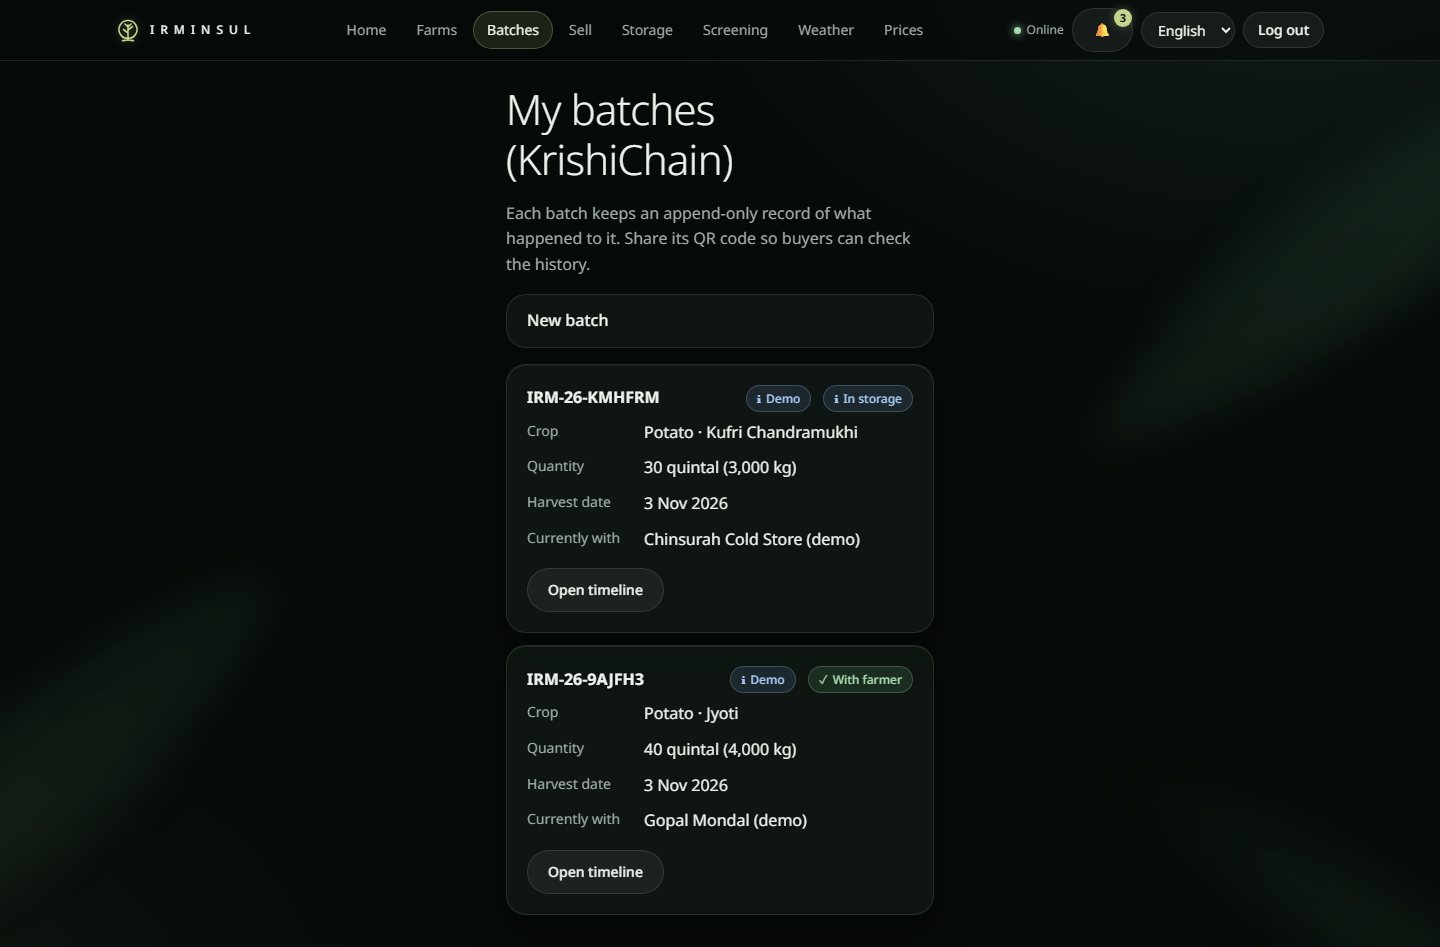 IRMINSUL
Home
Farms
Batches
Sell
Storage
Screening
Weather
Prices
Online
3
English
Log out
My batches
(KrishiChain)
Each batch keeps an append-only record of what
happened to it. Share its QR code so buyers can check
the history.
New batch
IRM-26-KMHFRM
ℹ Demo
ℹ In storage
Crop Potato · Kufri Chandramukhi
Quantity 30 quintal (3,000 kg)
Harvest date 3 Nov 2026
Currently with Chinsurah Cold Store (demo)
Open timeline
IRM-26-9AJFH3
ℹ Demo
✓ With farmer
Crop Potato · Jyoti
Quantity 40 quintal (4,000 kg)
Harvest date 3 Nov 2026
Currently with Gopal Mondal (demo)
Open timeline